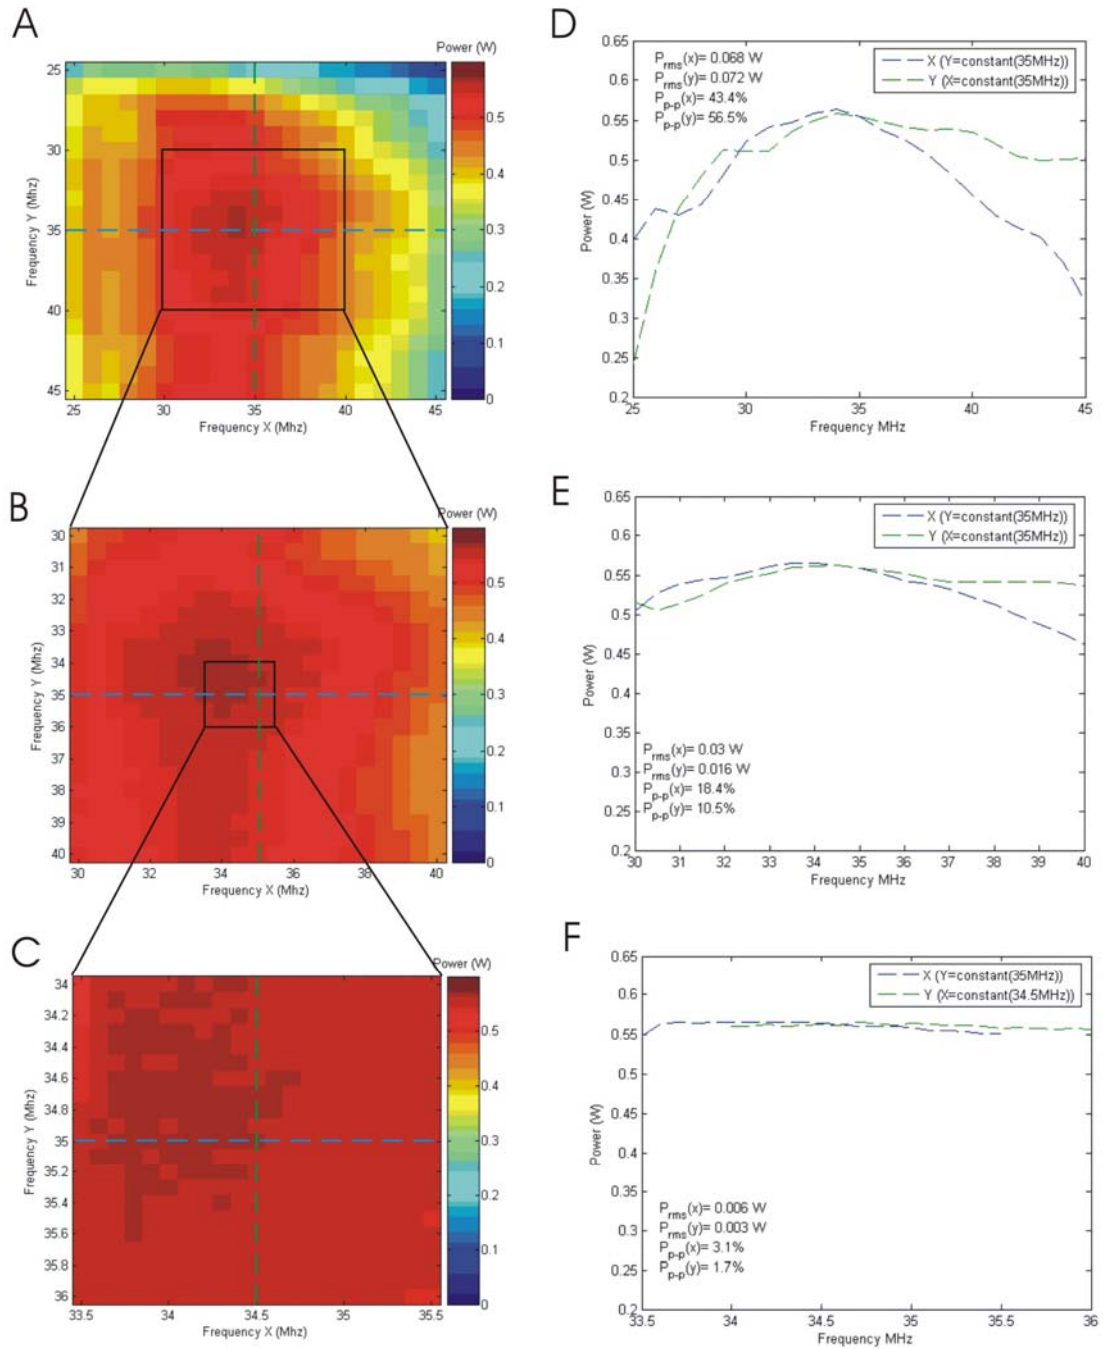 A
Power (W)
25
30
35
40
45
25 30 35 40 45
Frequency Y (Mhz)
Frequency X (Mhz)
0.5
0.4
0.3
0.2
0.1
0
D
0.65
0.6
0.55
0.5
0.45
0.4
0.35
0.3
0.25
0.2
25 30 35 40 45
Power (W)
Frequency MHz
Prms(x)= 0.068 W
Prms(y)= 0.072 W
Pp-p(x)= 43.4%
Pp-p(y)= 56.5%
X (Y=constant(35MHz))
Y (X=constant(35MHz))
B
Power (W)
30
31
32
33
34
35
36
37
38
39
40
30 32 34 36 38 40
Frequency Y (Mhz)
Frequency X (Mhz)
0.5
0.4
0.3
0.2
0.1
0
E
0.65
0.6
0.55
0.5
0.45
0.4
0.35
0.3
0.25
0.2
30 31 32 33 34 35 36 37 38 39 40
Power (W)
Frequency MHz
X (Y=constant(35MHz))
Y (X=constant(35MHz))
Prms(x)= 0.03 W
Prms(y)= 0.016 W
Pp-p(x)= 18.4%
Pp-p(y)= 10.5%
C
Power (W)
34
34.2
34.4
34.6
34.8
35
35.2
35.4
35.6
35.8
36
33.5 34 34.5 35 35.5
Frequency Y (Mhz)
Frequency X (Mhz)
0.5
0.4
0.3
0.2
0.1
0
F
0.65
0.6
0.55
0.5
0.45
0.4
0.35
0.3
0.25
0.2
33.5 34 34.5 35 35.5 36
Power (W)
Frequency MHz
X (Y=constant(35MHz))
Y (X=constant(34.5MHz))
Prms(x)= 0.006 W
Prms(y)= 0.003 W
Pp-p(x)= 3.1%
Pp-p(y)= 1.7%